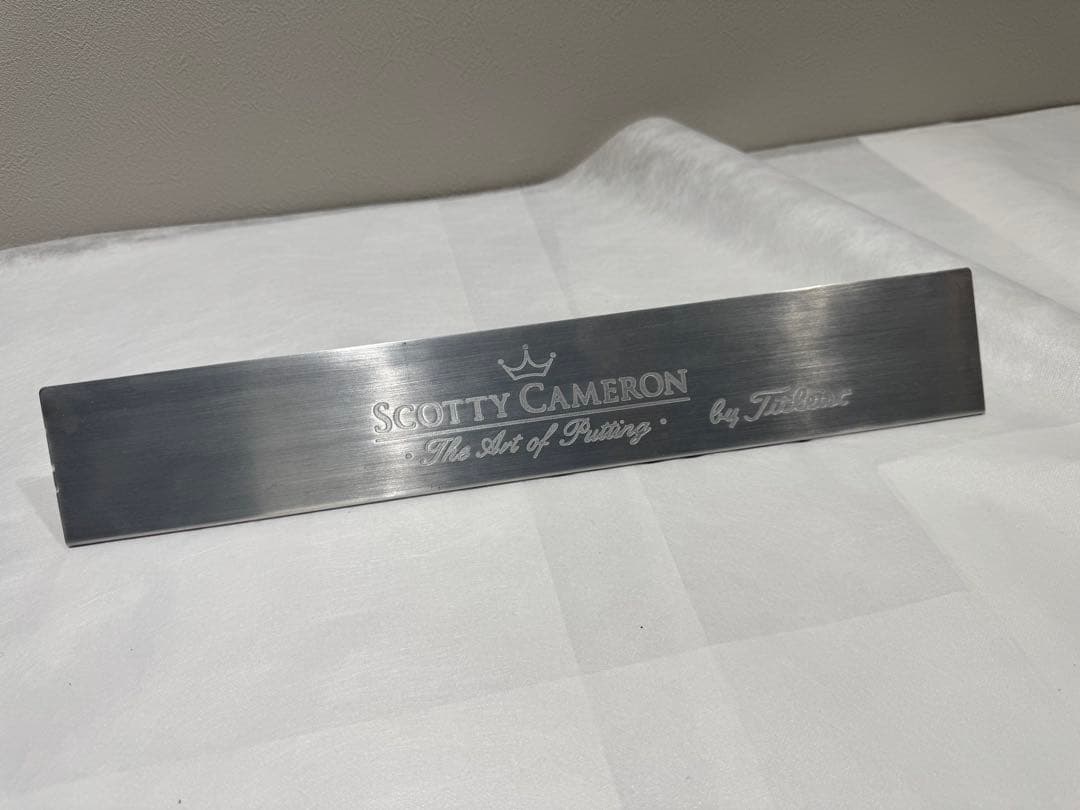 SCOTTY CAMERON
· The Art of Putting ·
by Titleist